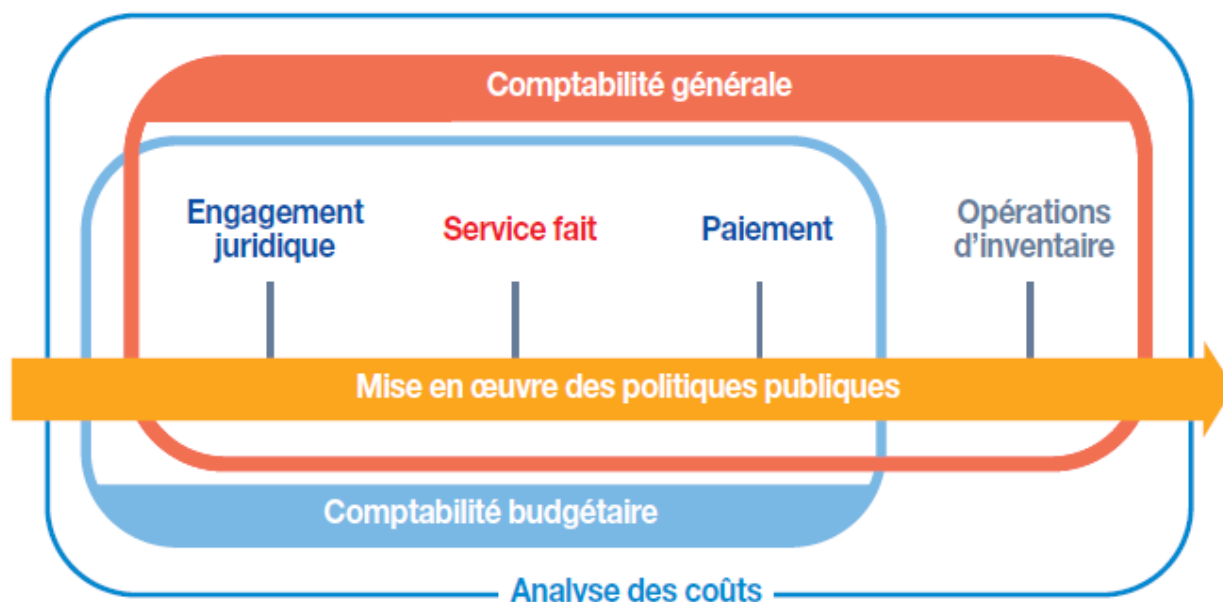 Comptabilité générale
Engagement
juridique
Service fait
Paiement
Opérations
d'inventaire
Mise en œuvre des politiques publiques
Comptabilité budgétaire
Analyse des coûts